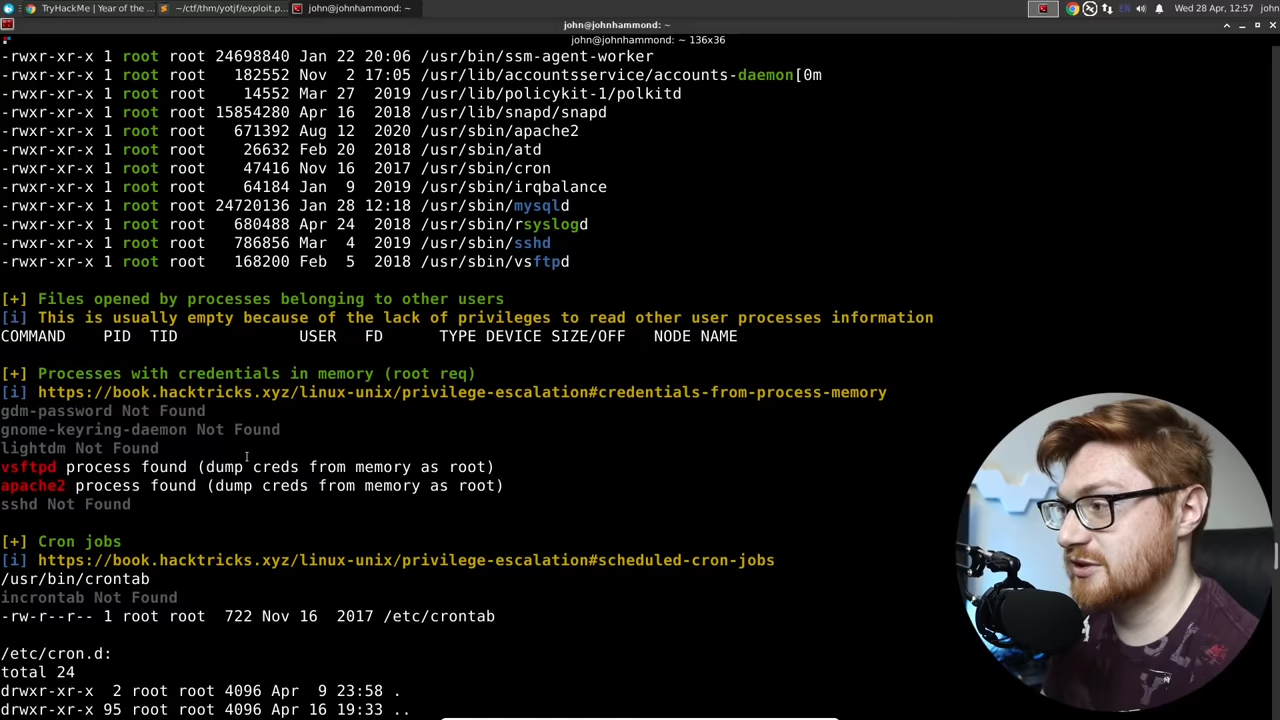 TryHackMe | Year of the ...
~/ctf/thm/yotjf/exploit.p...
john@johnhammond: ~
EN
Wed 28 Apr, 12:57
john
john@johnhammond: ~
john@johnhammond: ~ 136x36
-rwxr-xr-x 1 root root 24698840 Jan 22 20:06 /usr/bin/ssm-agent-worker
-rwxr-xr-x 1 root root   182552 Nov  2 17:05 /usr/lib/accountsservice/accounts-daemon[0m
-rwxr-xr-x 1 root root    14552 Mar 27  2019 /usr/lib/policykit-1/polkitd
-rwxr-xr-x 1 root root 15854280 Apr 16  2018 /usr/lib/snapd/snapd
-rwxr-xr-x 1 root root   671392 Aug 12  2020 /usr/sbin/apache2
-rwxr-xr-x 1 root root    26632 Feb 20  2018 /usr/sbin/atd
-rwxr-xr-x 1 root root    47416 Nov 16  2017 /usr/sbin/cron
-rwxr-xr-x 1 root root    64184 Jan  9  2019 /usr/sbin/irqbalance
-rwxr-xr-x 1 root root 24720136 Jan 28 12:18 /usr/sbin/mysqld
-rwxr-xr-x 1 root root   680488 Apr 24  2018 /usr/sbin/rsyslogd
-rwxr-xr-x 1 root root   786856 Mar  4  2019 /usr/sbin/sshd
-rwxr-xr-x 1 root root   168200 Feb  5  2018 /usr/sbin/vsftpd
[+] Files opened by processes belonging to other users
[i] This is usually empty because of the lack of privileges to read other user processes information
COMMAND    PID  TID             USER   FD      TYPE DEVICE SIZE/OFF   NODE NAME
[+] Processes with credentials in memory (root req)
[i] https://book.hacktricks.xyz/linux-unix/privilege-escalation#credentials-from-process-memory
gdm-password Not Found
gnome-keyring-daemon Not Found
lightdm Not Found
vsftpd process found (dump creds from memory as root)
apache2 process found (dump creds from memory as root)
sshd Not Found
[+] Cron jobs
[i] https://book.hacktricks.xyz/linux-unix/privilege-escalation#scheduled-cron-jobs
/usr/bin/crontab
incrontab Not Found
-rw-r--r-- 1 root root  722 Nov 16  2017 /etc/crontab
/etc/cron.d:
total 24
drwxr-xr-x  2 root root 4096 Apr  9 23:58 .
drwxr-xr-x 95 root root 4096 Apr 16 19:33 ..